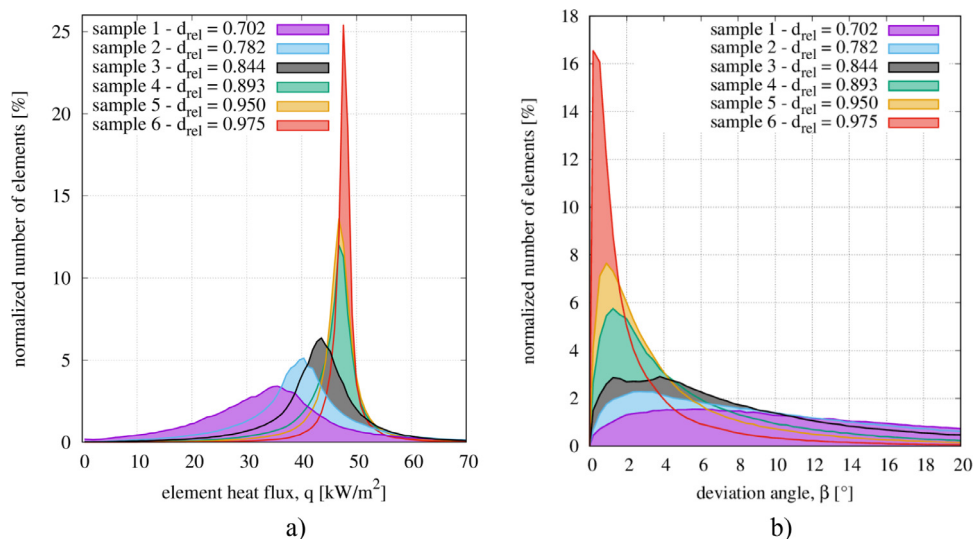 sample 1 - d_rel = 0.702
sample 2 - d_rel = 0.782
sample 3 - d_rel = 0.844
sample 4 - d_rel = 0.893
sample 5 - d_rel = 0.950
sample 6 - d_rel = 0.975
normalized number of elements [%]
25
20
15
10
5
0
0 10 20 30 40 50 60 70
element heat flux, q [kW/m²]
a)
sample 1 - d_rel = 0.702
sample 2 - d_rel = 0.782
sample 3 - d_rel = 0.844
sample 4 - d_rel = 0.893
sample 5 - d_rel = 0.950
sample 6 - d_rel = 0.975
normalized number of elements [%]
18
16
14
12
10
8
6
4
2
0
0 2 4 6 8 10 12 14 16 18 20
deviation angle, β [°]
b)